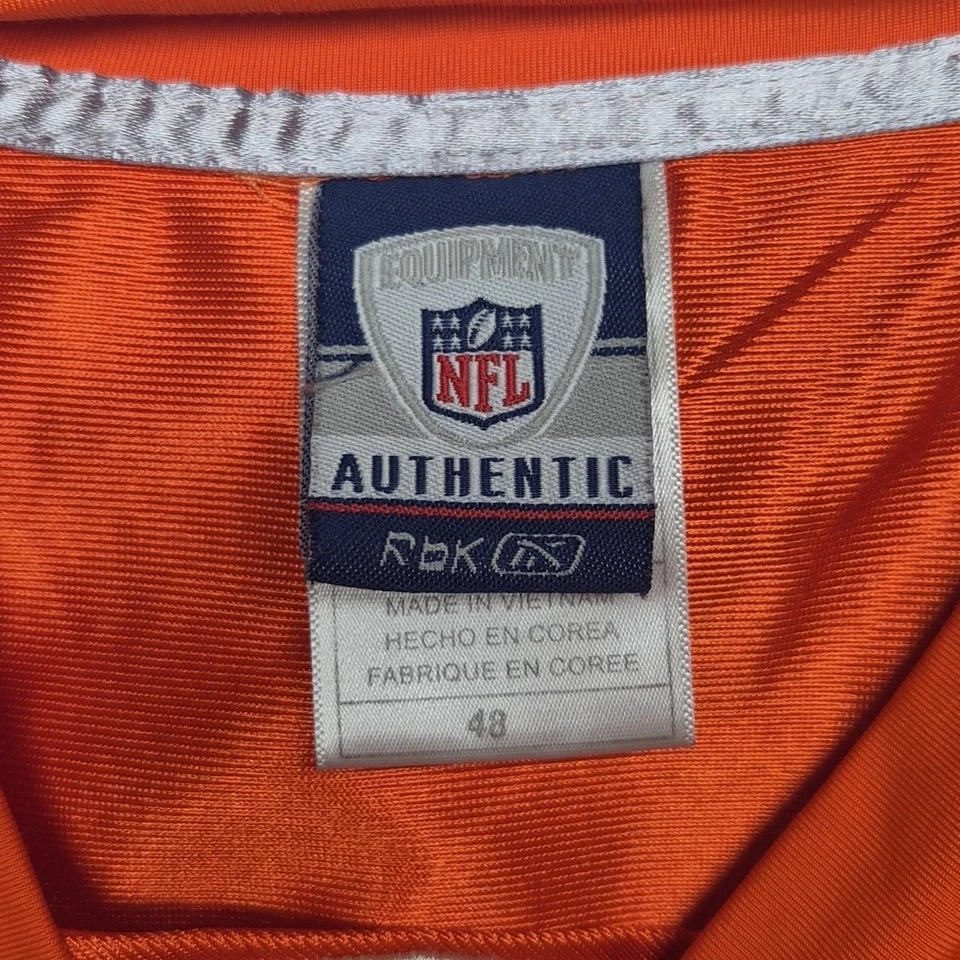 EQUIPMENT
NFL
AUTHENTIC
RbK
MADE IN VIETNAM
HECHO EN COREA
FABRIQUE EN COREE
48